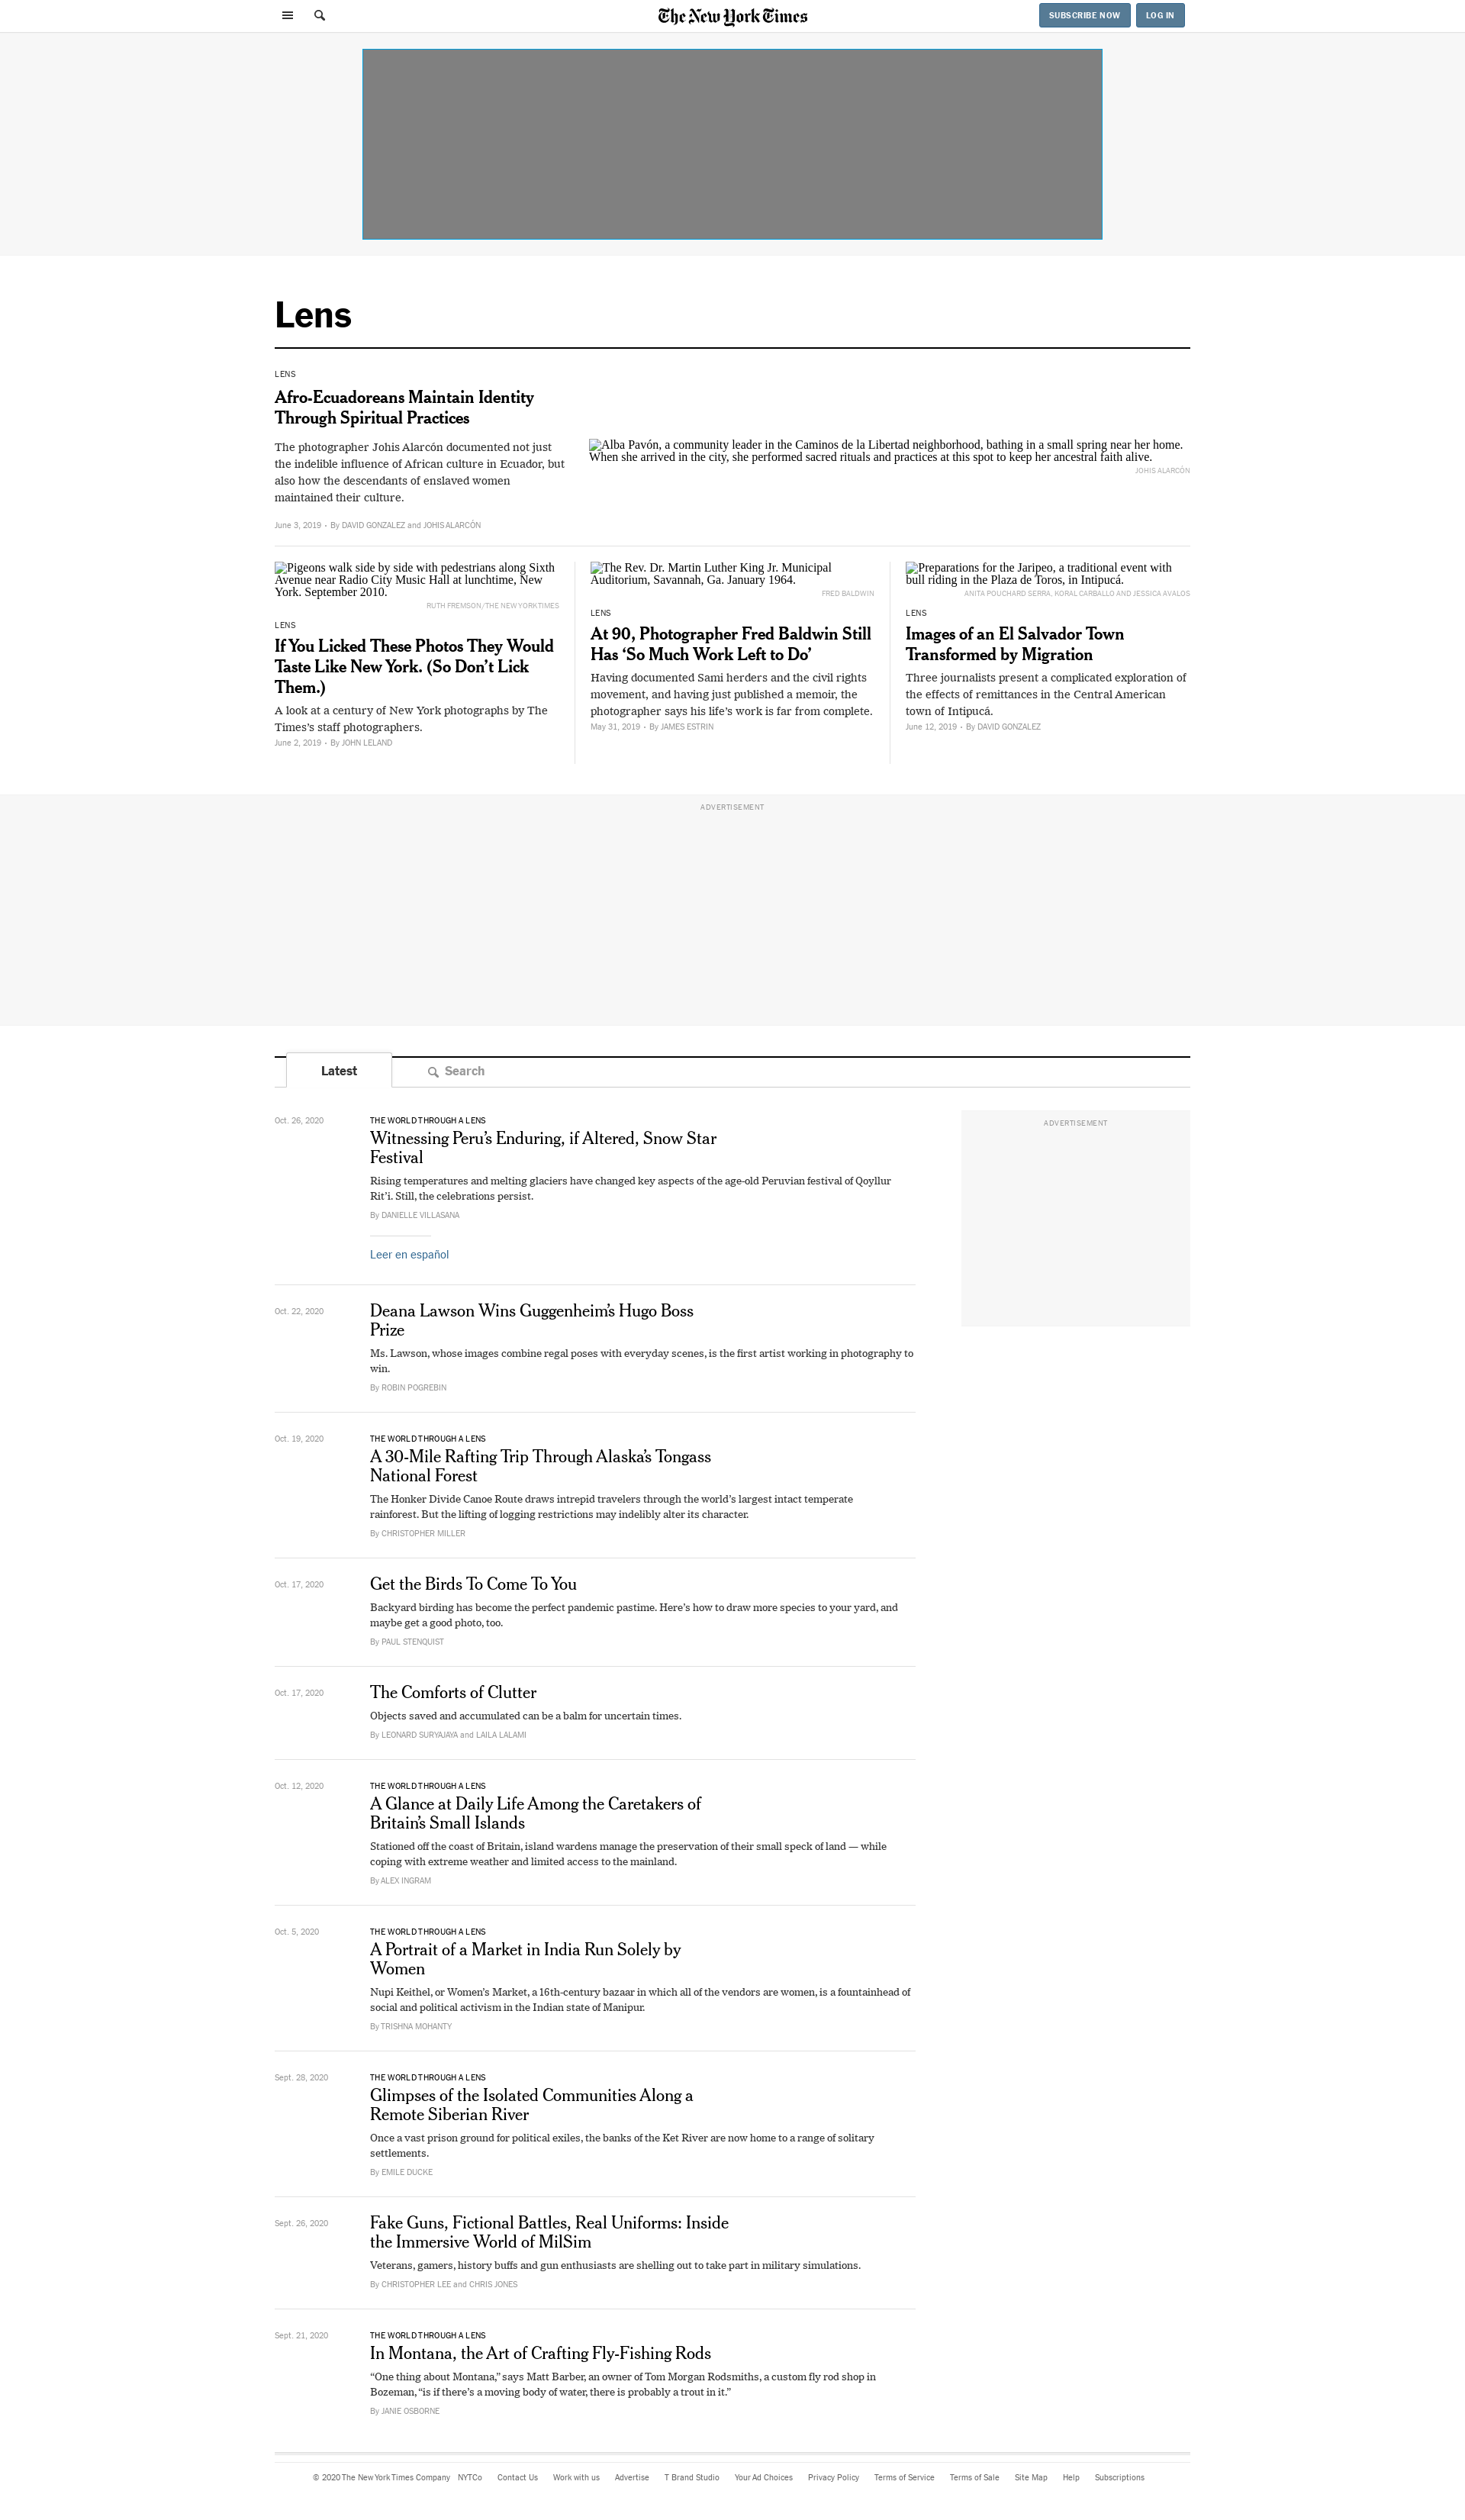 The New York Times
SUBSCRIBE NOW
LOG IN
Lens
LENS
Afro-Ecuadoreans Maintain Identity
Through Spiritual Practices
The photographer Johis Alarcón documented not just
the indelible influence of African culture in Ecuador, but
also how the descendants of enslaved women
maintained their culture.
June 3, 2019 • By DAVID GONZALEZ and JOHIS ALARCÓN
Alba Pavón, a community leader in the Caminos de la Libertad neighborhood, bathing in a small spring near her home.
When she arrived in the city, she performed sacred rituals and practices at this spot to keep her ancestral faith alive.
JOHIS ALARCÓN
Pigeons walk side by side with pedestrians along Sixth
Avenue near Radio City Music Hall at lunchtime, New
York. September 2010.
RUTH FREMSON/THE NEW YORK TIMES
LENS
If You Licked These Photos They Would
Taste Like New York. (So Don’t Lick
Them.)
A look at a century of New York photographs by The
Times’s staff photographers.
June 2, 2019 • By JOHN LELAND
The Rev. Dr. Martin Luther King Jr. Municipal
Auditorium, Savannah, Ga. January 1964.
FRED BALDWIN
LENS
At 90, Photographer Fred Baldwin Still
Has ‘So Much Work Left to Do’
Having documented Sami herders and the civil rights
movement, and having just published a memoir, the
photographer says his life’s work is far from complete.
May 31, 2019 • By JAMES ESTRIN
Preparations for the Jaripeo, a traditional event with
bull riding in the Plaza de Toros, in Intipucá.
ANITA POUCHARD SERRA, KORAL CARBALLO AND JESSICA AVALOS
LENS
Images of an El Salvador Town
Transformed by Migration
Three journalists present a complicated exploration of
the effects of remittances in the Central American
town of Intipucá.
June 12, 2019 • By DAVID GONZALEZ
ADVERTISEMENT
Latest
Search
Oct. 26, 2020
THE WORLD THROUGH A LENS
Witnessing Peru’s Enduring, if Altered, Snow Star
Festival
Rising temperatures and melting glaciers have changed key aspects of the age-old Peruvian festival of Qoyllur
Rit’i. Still, the celebrations persist.
By DANIELLE VILLASANA
Leer en español
ADVERTISEMENT
Oct. 22, 2020
Deana Lawson Wins Guggenheim’s Hugo Boss
Prize
Ms. Lawson, whose images combine regal poses with everyday scenes, is the first artist working in photography to
win.
By ROBIN POGREBIN
Oct. 19, 2020
THE WORLD THROUGH A LENS
A 30-Mile Rafting Trip Through Alaska’s Tongass
National Forest
The Honker Divide Canoe Route draws intrepid travelers through the world’s largest intact temperate
rainforest. But the lifting of logging restrictions may indelibly alter its character.
By CHRISTOPHER MILLER
Oct. 17, 2020
Get the Birds To Come To You
Backyard birding has become the perfect pandemic pastime. Here’s how to draw more species to your yard, and
maybe get a good photo, too.
By PAUL STENQUIST
Oct. 17, 2020
The Comforts of Clutter
Objects saved and accumulated can be a balm for uncertain times.
By LEONARD SURYAJAYA and LAILA LALAMI
Oct. 12, 2020
THE WORLD THROUGH A LENS
A Glance at Daily Life Among the Caretakers of
Britain’s Small Islands
Stationed off the coast of Britain, island wardens manage the preservation of their small speck of land — while
coping with extreme weather and limited access to the mainland.
By ALEX INGRAM
Oct. 5, 2020
THE WORLD THROUGH A LENS
A Portrait of a Market in India Run Solely by
Women
Nupi Keithel, or Women’s Market, a 16th-century bazaar in which all of the vendors are women, is a fountainhead of
social and political activism in the Indian state of Manipur.
By TRISHNA MOHANTY
Sept. 28, 2020
THE WORLD THROUGH A LENS
Glimpses of the Isolated Communities Along a
Remote Siberian River
Once a vast prison ground for political exiles, the banks of the Ket River are now home to a range of solitary
settlements.
By EMILE DUCKE
Sept. 26, 2020
Fake Guns, Fictional Battles, Real Uniforms: Inside
the Immersive World of MilSim
Veterans, gamers, history buffs and gun enthusiasts are shelling out to take part in military simulations.
By CHRISTOPHER LEE and CHRIS JONES
Sept. 21, 2020
THE WORLD THROUGH A LENS
In Montana, the Art of Crafting Fly-Fishing Rods
“One thing about Montana,” says Matt Barber, an owner of Tom Morgan Rodsmiths, a custom fly rod shop in
Bozeman, “is if there’s a moving body of water, there is probably a trout in it.”
By JANIE OSBORNE
© 2020 The New York Times Company NYTCo Contact Us Work with us Advertise T Brand Studio Your Ad Choices Privacy Policy Terms of Service Terms of Sale Site Map Help Subscriptions